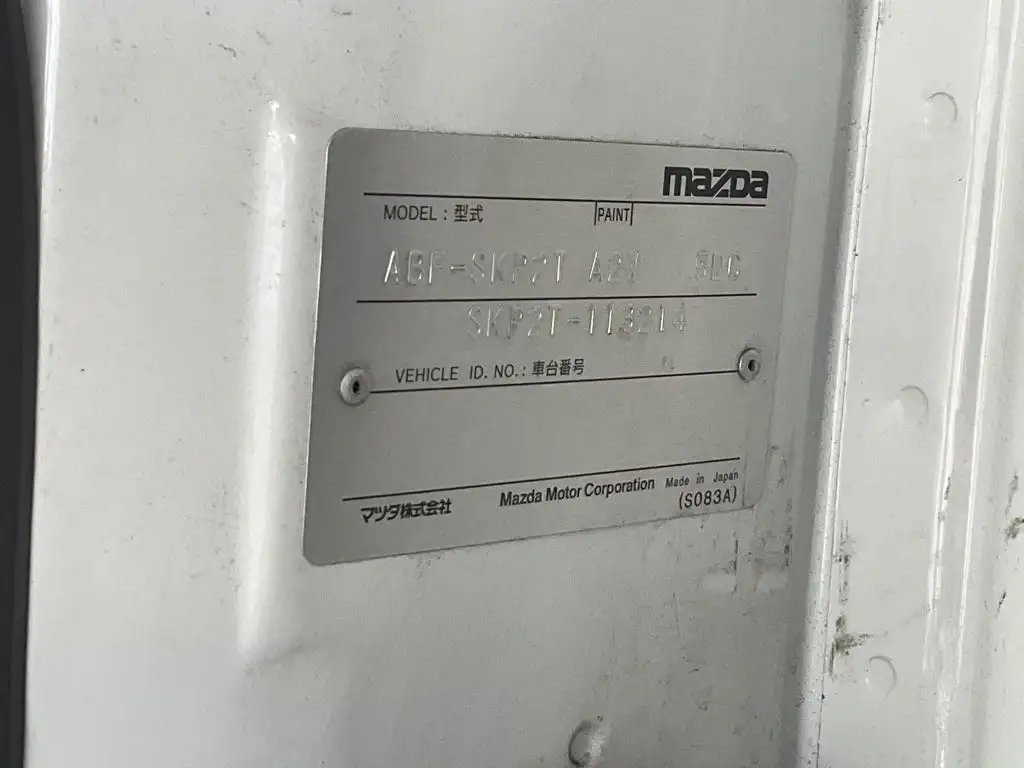 mazda
MODEL : 型式 PAINT
ABF-SKP2T A2W
SKP2T-113214
VEHICLE ID. NO. : 車台番号
マツダ株式会社 Mazda Motor Corporation Made in Japan
(S083A)